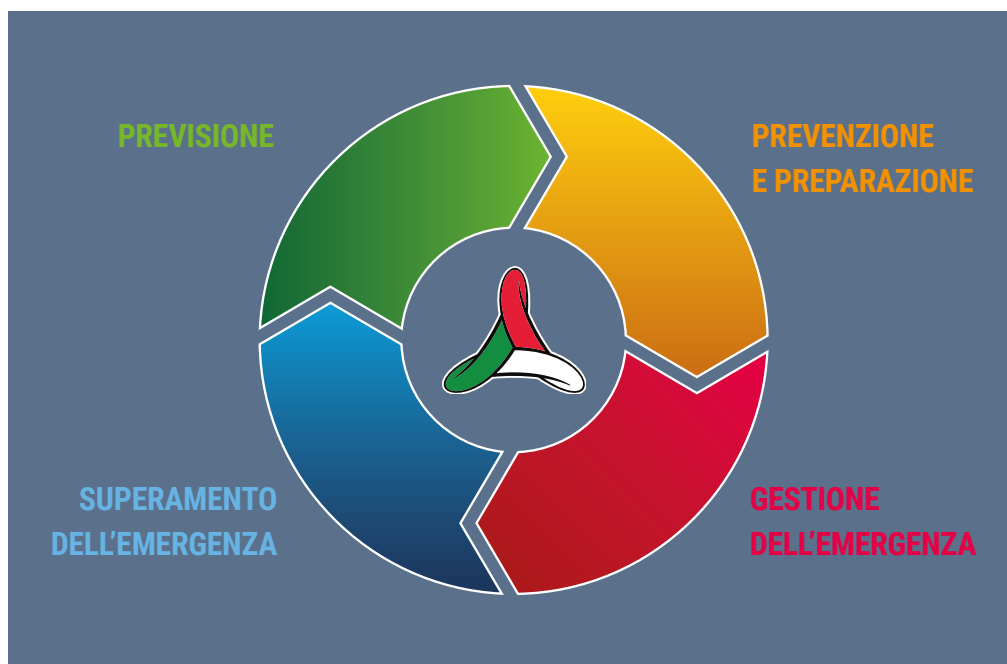 PREVISIONE
PREVENZIONE
E PREPARAZIONE
SUPERAMENTO
DELL'EMERGENZA
GESTIONE
DELL'EMERGENZA